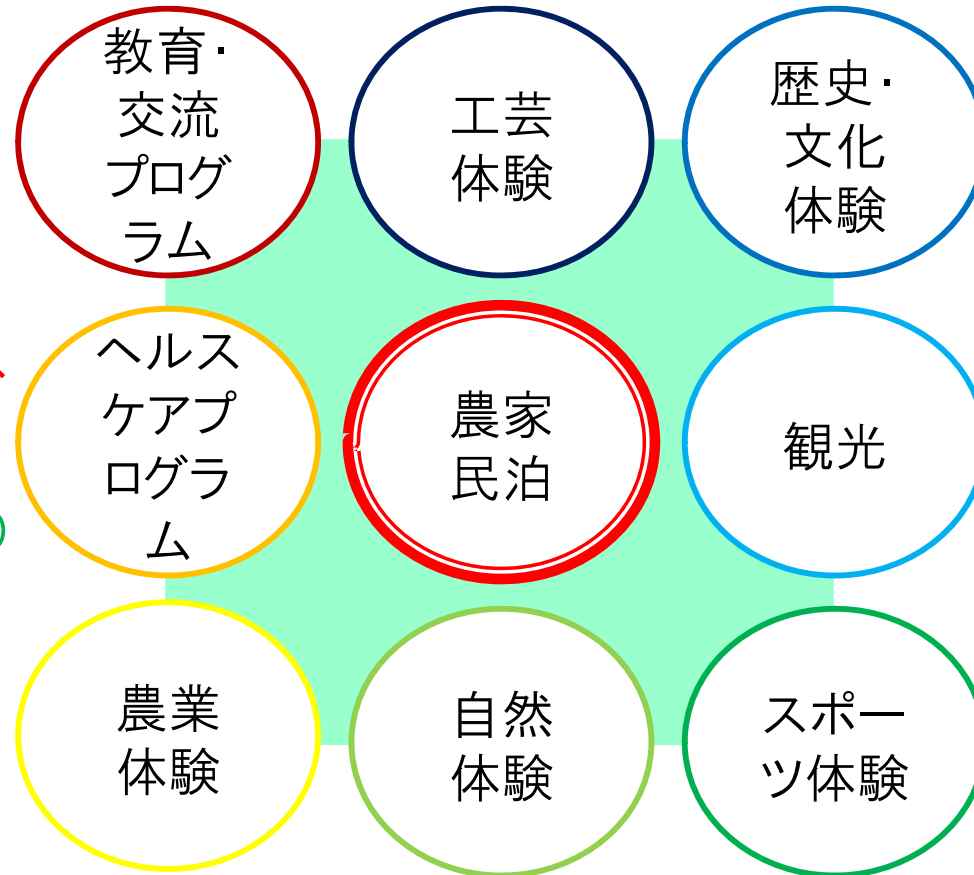 教育・
交流
プログ
ラム
工芸
体験
歴史・
文化
体験
ヘルス
ケアプ
ログラ
ム
農家
民泊
観光
農業
体験
自然
体験
スポー
ツ体験